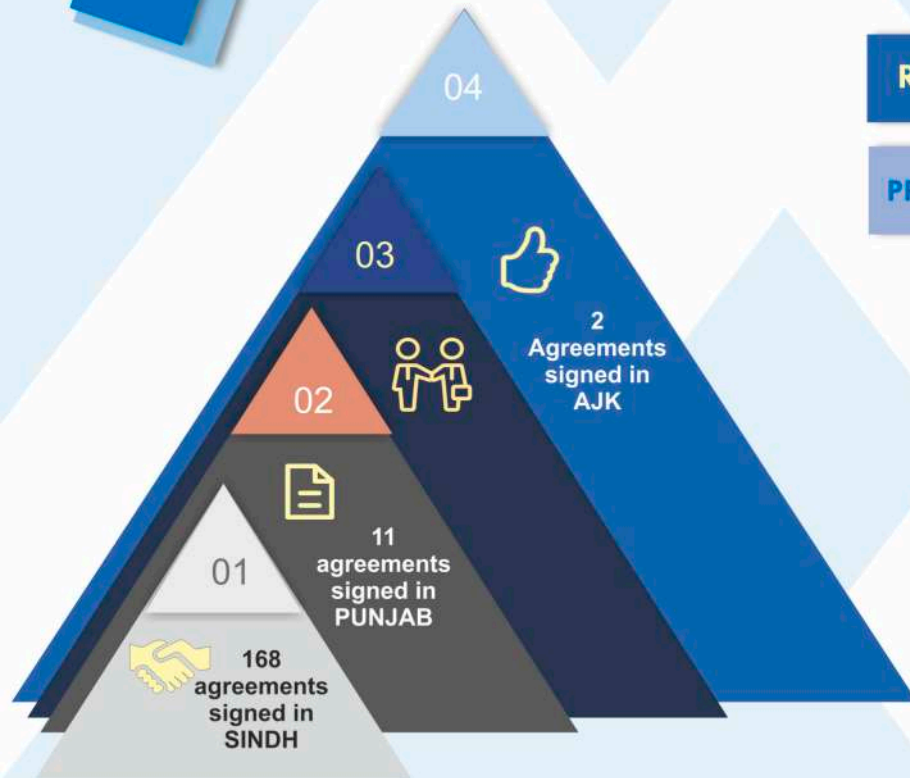 04
03
2
Agreements
signed in
AJK
02
11
agreements
signed in
PUNJAB
01
168
agreements
signed in
SINDH